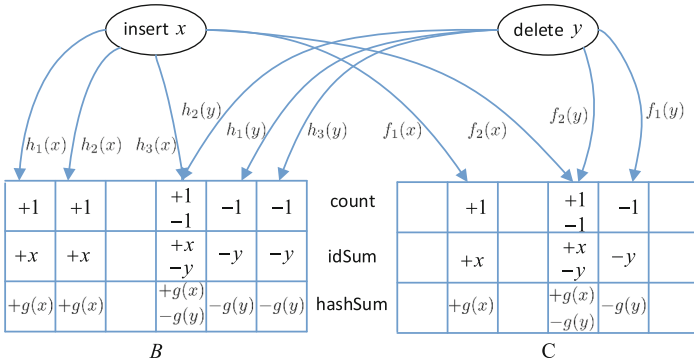 insert x
delete y
h₁(x)
h₂(x)
h₃(x)
h₂(y)
h₁(y)
h₃(y)
f₁(x)
f₂(x)
f₂(y)
f₁(y)
+1 +1 +1 −1 −1 −1
count
+1 +1 −1 −1
+x +x +x −y −y −y
idSum
+x +x −y −y
+g(x) +g(x) +g(x) −g(y) −g(y) −g(y)
hashSum
+g(x) +g(x) −g(y) −g(y)
B
C